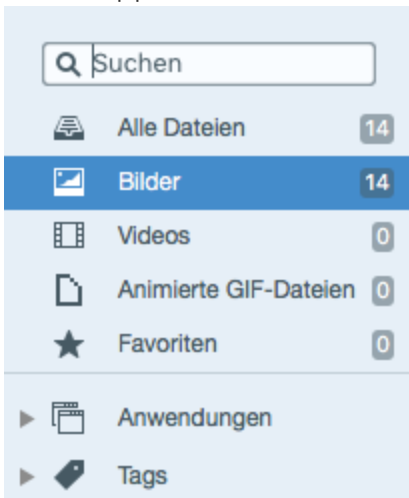 Suchen
Alle Dateien 14
Bilder 14
Videos 0
Animierte GIF-Dateien 0
Favoriten 0
Anwendungen
Tags